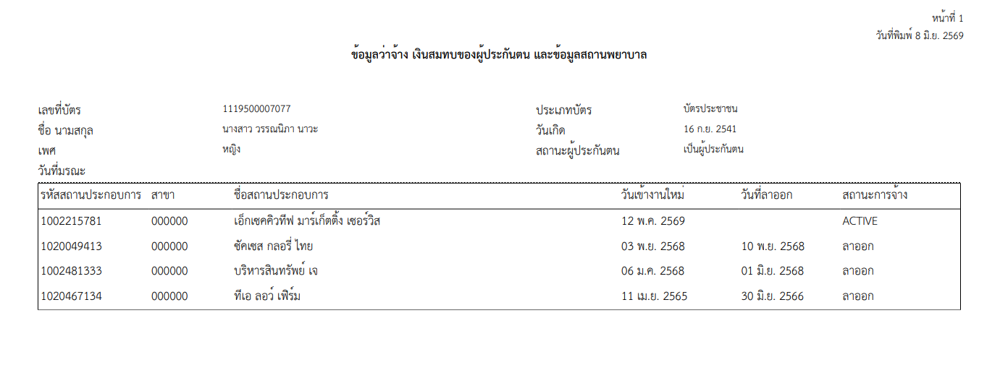 หน้าที่ 1
วันที่พิมพ์ 8 มิ.ย. 2569
ข้อมูลว่าจ้าง เงินสมทบของผู้ประกันตน และข้อมูลสถานพยาบาล
เลขที่บัตร 1119500007077 ประเภทบัตร บัตรประชาชน
ชื่อ นามสกุล นางสาว วรรณนิภา นาวะ วันเกิด 16 ก.ย. 2541
เพศ หญิง สถานะผู้ประกันตน เป็นผู้ประกันตน
วันที่มรณะ
รหัสสถานประกอบการ สาขา ชื่อสถานประกอบการ วันเข้างานใหม่ วันที่ลาออก สถานะการจ้าง
1002215781 000000 เอ็กเซคคิวทีฟ มาร์เก็ตติ้ง เซอร์วิส 12 พ.ค. 2569 ACTIVE
1020049413 000000 ซัคเซส กลอรี่ ไทย 03 พ.ย. 2568 10 พ.ย. 2568 ลาออก
1002481333 000000 บริหารสินทรัพย์ เจ 06 ม.ค. 2568 01 มิ.ย. 2568 ลาออก
1020467134 000000 ทีเอ ลอว์ เฟิร์ม 11 เม.ย. 2565 30 มิ.ย. 2566 ลาออก